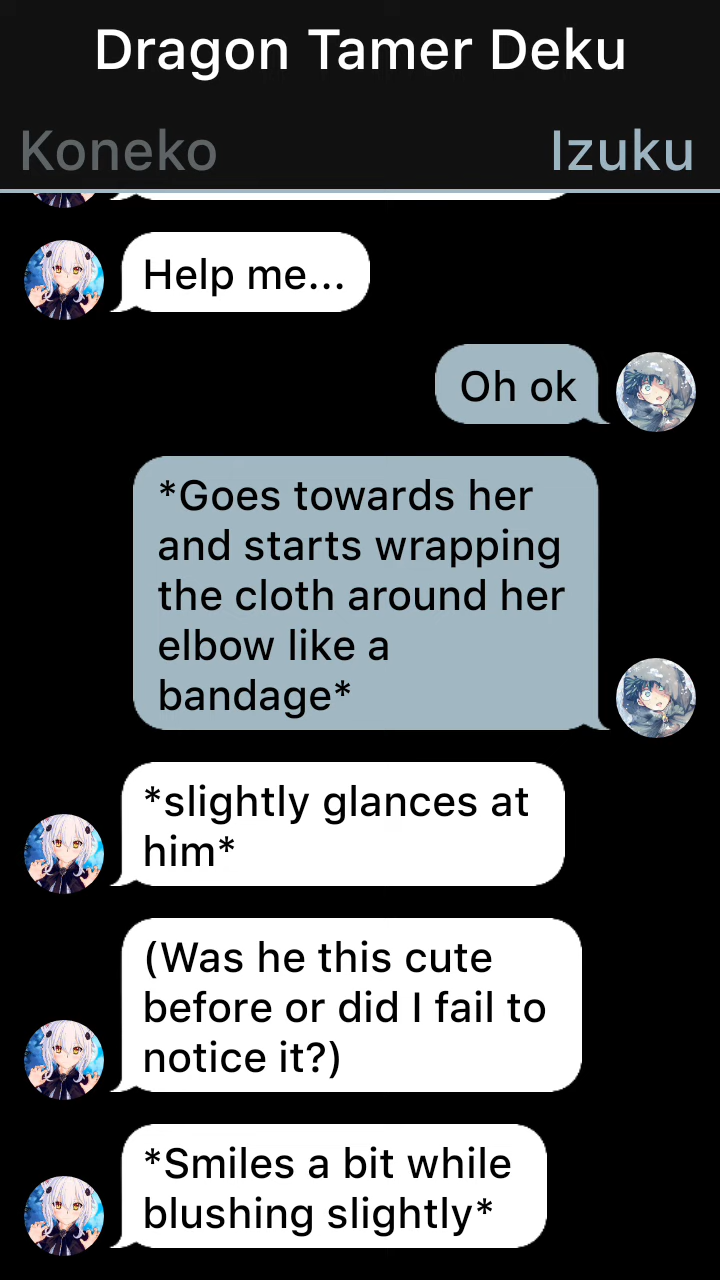 Dragon Tamer Deku
Koneko
Izuku
Help me...
Oh ok
*Goes towards her
and starts wrapping
the cloth around her
elbow like a
bandage*
*slightly glances at
him*
(Was he this cute
before or did I fail to
notice it?)
*Smiles a bit while
blushing slightly*